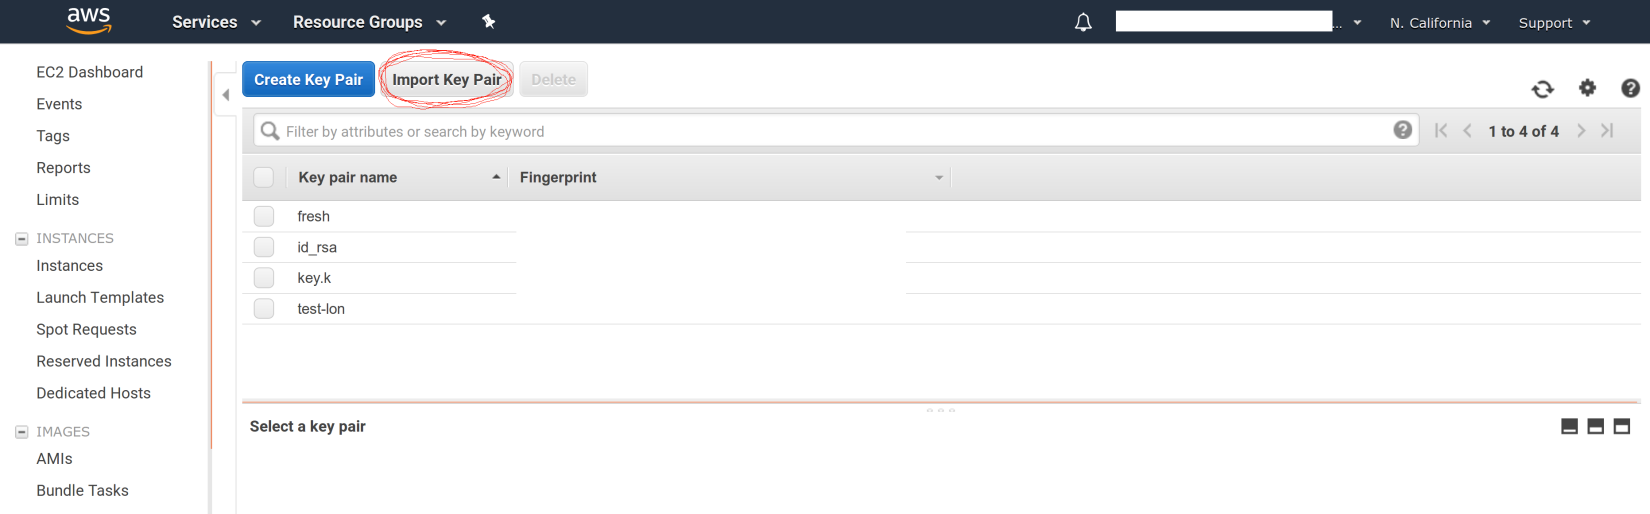 aws Services Resource Groups ... N. California Support
EC2 Dashboard
Events
Tags
Reports
Limits
INSTANCES
Instances
Launch Templates
Spot Requests
Reserved Instances
Dedicated Hosts
IMAGES
AMIs
Bundle Tasks
Create Key Pair Import Key Pair Delete
Filter by attributes or search by keyword 1 to 4 of 4
Key pair name Fingerprint
fresh
id_rsa
key.k
test-lon
Select a key pair